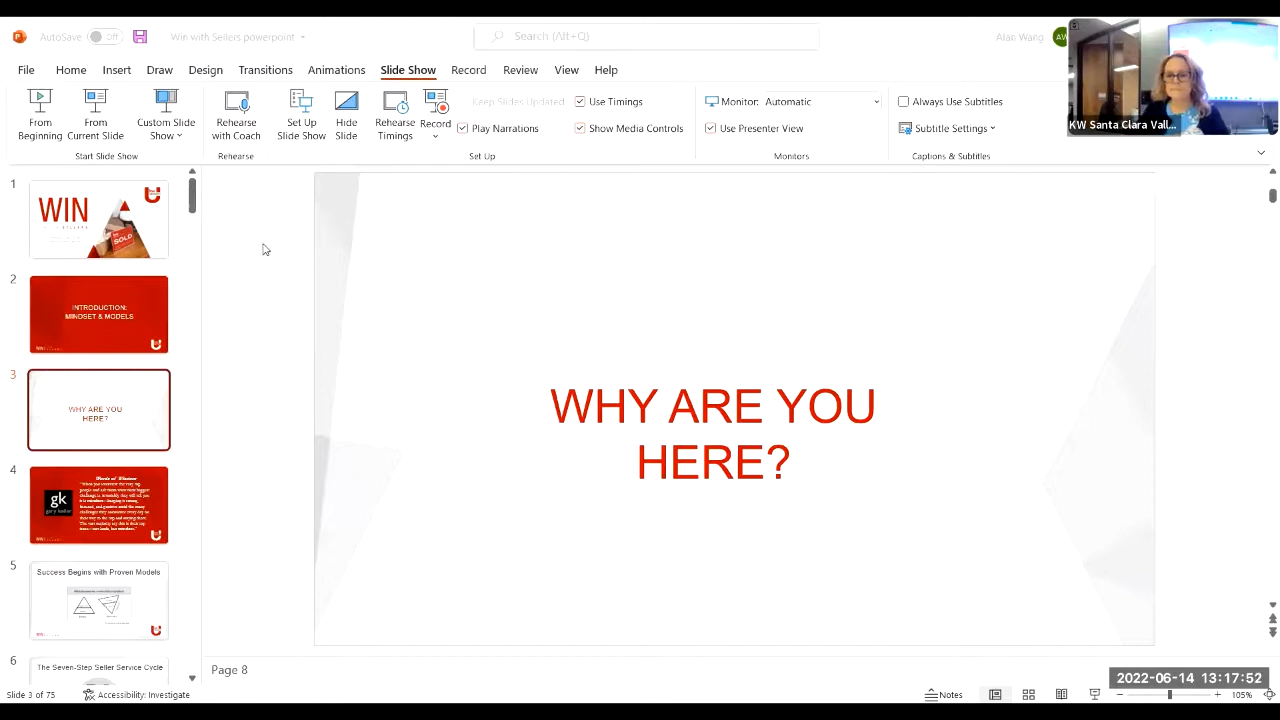 AutoSave Off Win with Sellers powerpoint Search (Alt+Q) Alan Wang AW
File Home Insert Draw Design Transitions Animations Slide Show Record Review View Help
From Beginning
From Current Slide
Custom Slide Show
Start Slide Show
Rehearse with Coach
Rehearse
Set Up Slide Show
Hide Slide
Rehearse Timings
Record
Keep Slides Updated
Play Narrations
Use Timings
Show Media Controls
Set Up
Monitor: Automatic
Use Presenter View
Monitors
Always Use Subtitles
Subtitle Settings
Captions & Subtitles
KW Santa Clara Vall...
1
WIN
SOLD
2
INTRODUCTION:
MINDSET & MODELS
3
WHY ARE YOU
HERE?
4
Words of Wisdom
gk
gary keller
5
Success Begins with Proven Models
6
The Seven-Step Seller Service Cycle
WHY ARE YOU
HERE?
Page 8
2022-06-14 13:17:52
Slide 3 of 75 Accessibility: Investigate Notes 105%